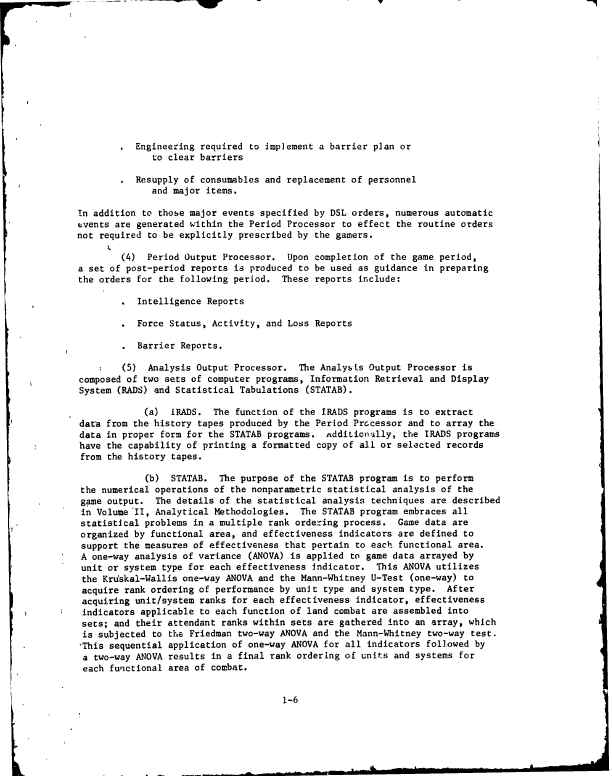 . Engineering required to implement a barrier plan or
to clear barriers
. Resupply of consumables and replacement of personnel
and major items.
In addition to those major events specified by DSL orders, numerous automatic
events are generated within the Period Processor to effect the routine orders
not required to be explicitly prescribed by the gamers.
(4) Period Output Processor. Upon completion of the game period,
a set of post-period reports is produced to be used as guidance in preparing
the orders for the following period. These reports include:
. Intelligence Reports
. Force Status, Activity, and Loss Reports
. Barrier Reports.
(5) Analysis Output Processor. The Analysis Output Processor is
composed of two sets of computer programs, Information Retrieval and Display
System (RADS) and Statistical Tabulations (STATAB).
(a) IRADS. The function of the IRADS programs is to extract
data from the history tapes produced by the Period Processor and to array the
data in proper form for the STATAB programs. Additionally, the IRADS programs
have the capability of printing a formatted copy of all or selected records
from the history tapes.
(b) STATAB. The purpose of the STATAB program is to perform
the numerical operations of the nonparametric statistical analysis of the
game output. The details of the statistical analysis techniques are described
in Volume II, Analytical Methodologies. The STATAB program embraces all
statistical problems in a multiple rank ordering process. Game data are
organized by functional area, and effectiveness indicators are defined to
support the measures of effectiveness that pertain to each functional area.
A one-way analysis of variance (ANOVA) is applied to game data arrayed by
unit or system type for each effectiveness indicator. This ANOVA utilizes
the Kruskal-Wallis one-way ANOVA and the Mann-Whitney U-Test (one-way) to
acquire rank ordering of performance by unit type and system type. After
acquiring unit/system ranks for each effectiveness indicator, effectiveness
indicators applicable to each function of land combat are assembled into
sets; and their attendant ranks within sets are gathered into an array, which
is subjected to the Friedman two-way ANOVA and the Mann-Whitney two-way test.
This sequential application of one-way ANOVA for all indicators followed by
a two-way ANOVA results in a final rank ordering of units and systems for
each functional area of combat.
1-6